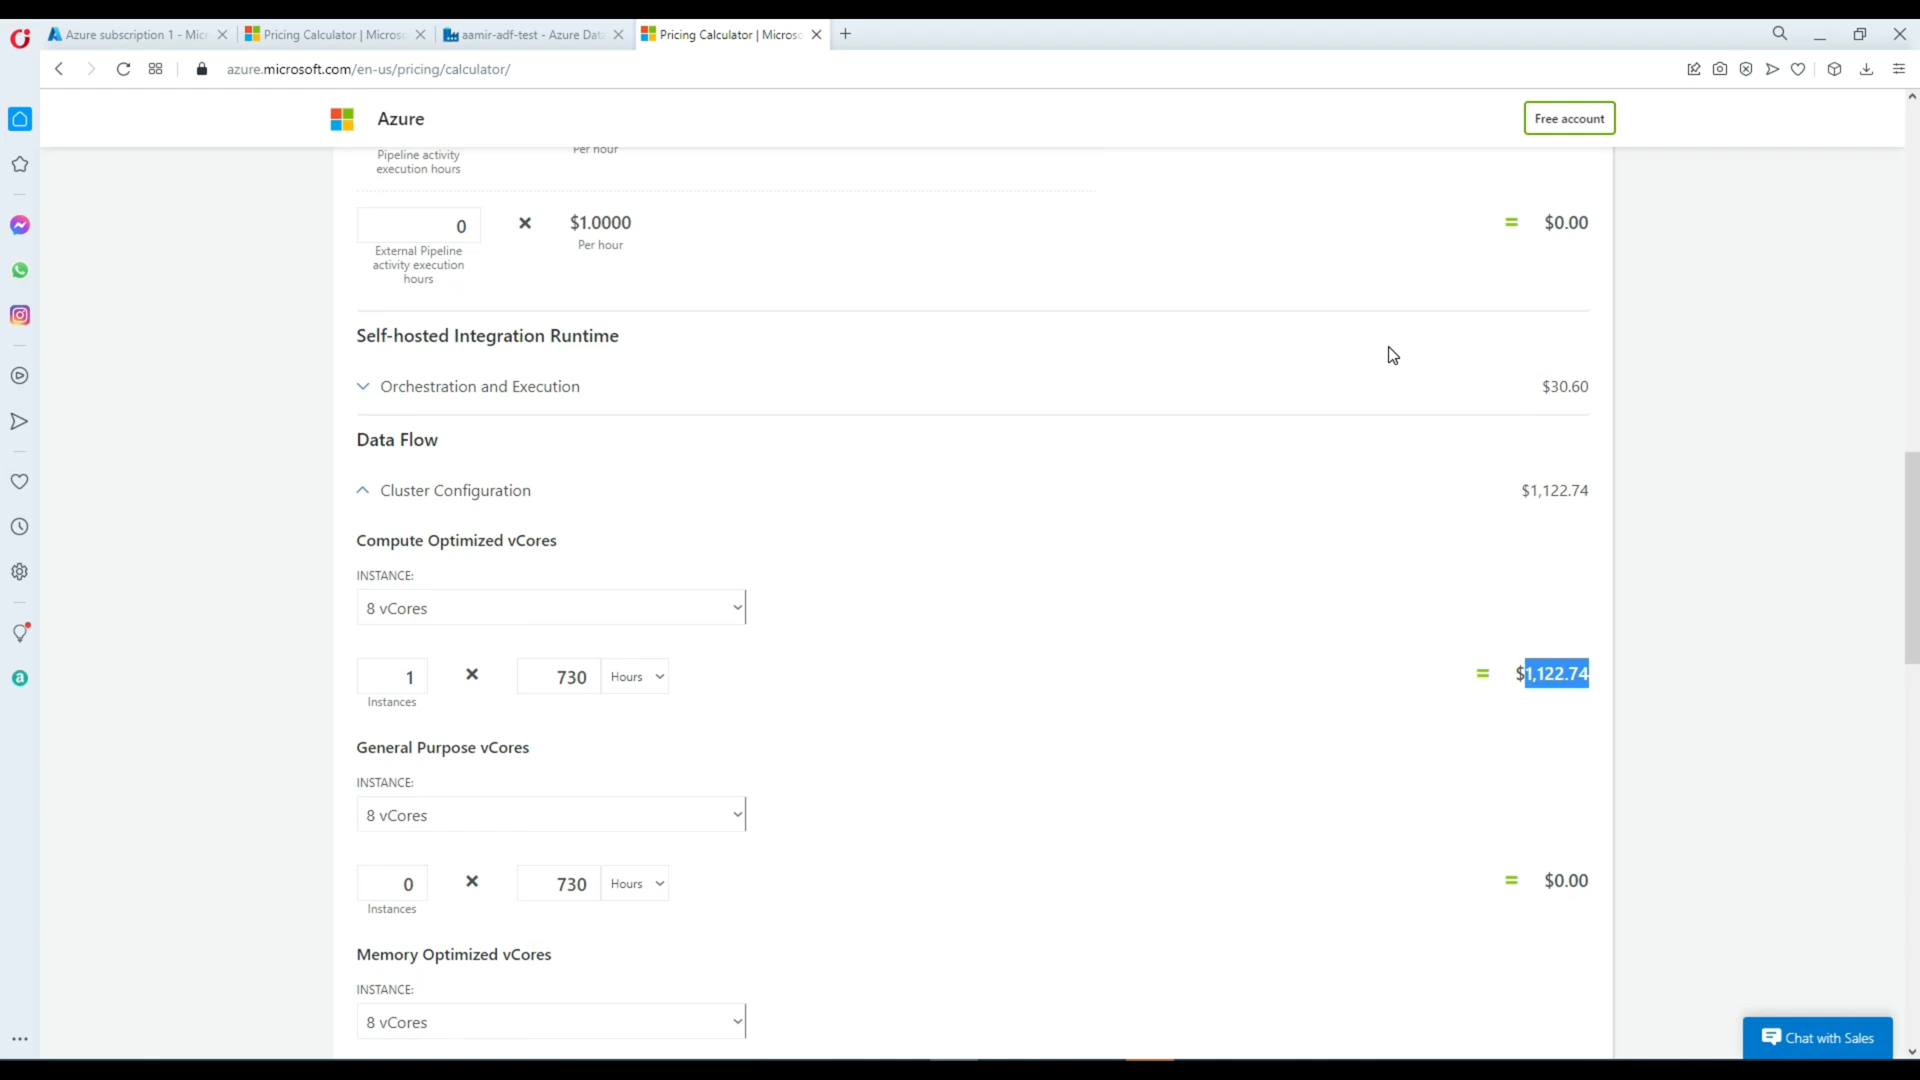 Azure subscription 1 - Micr
Pricing Calculator | Microso
aamir-adf-test - Azure Data
Pricing Calculator | Microso
azure.microsoft.com/en-us/pricing/calculator/
Azure
Free account
Pipeline activity
execution hours
Per hour
0
$1.0000
= $0.00
Per hour
External Pipeline
activity execution
hours
Self-hosted Integration Runtime
Orchestration and Execution
$30.60
Data Flow
Cluster Configuration
$1,122.74
Compute Optimized vCores
INSTANCE:
8 vCores
1
730
Hours
= $1,122.74
Instances
General Purpose vCores
INSTANCE:
8 vCores
0
730
Hours
= $0.00
Instances
Memory Optimized vCores
INSTANCE:
8 vCores
Chat with Sales